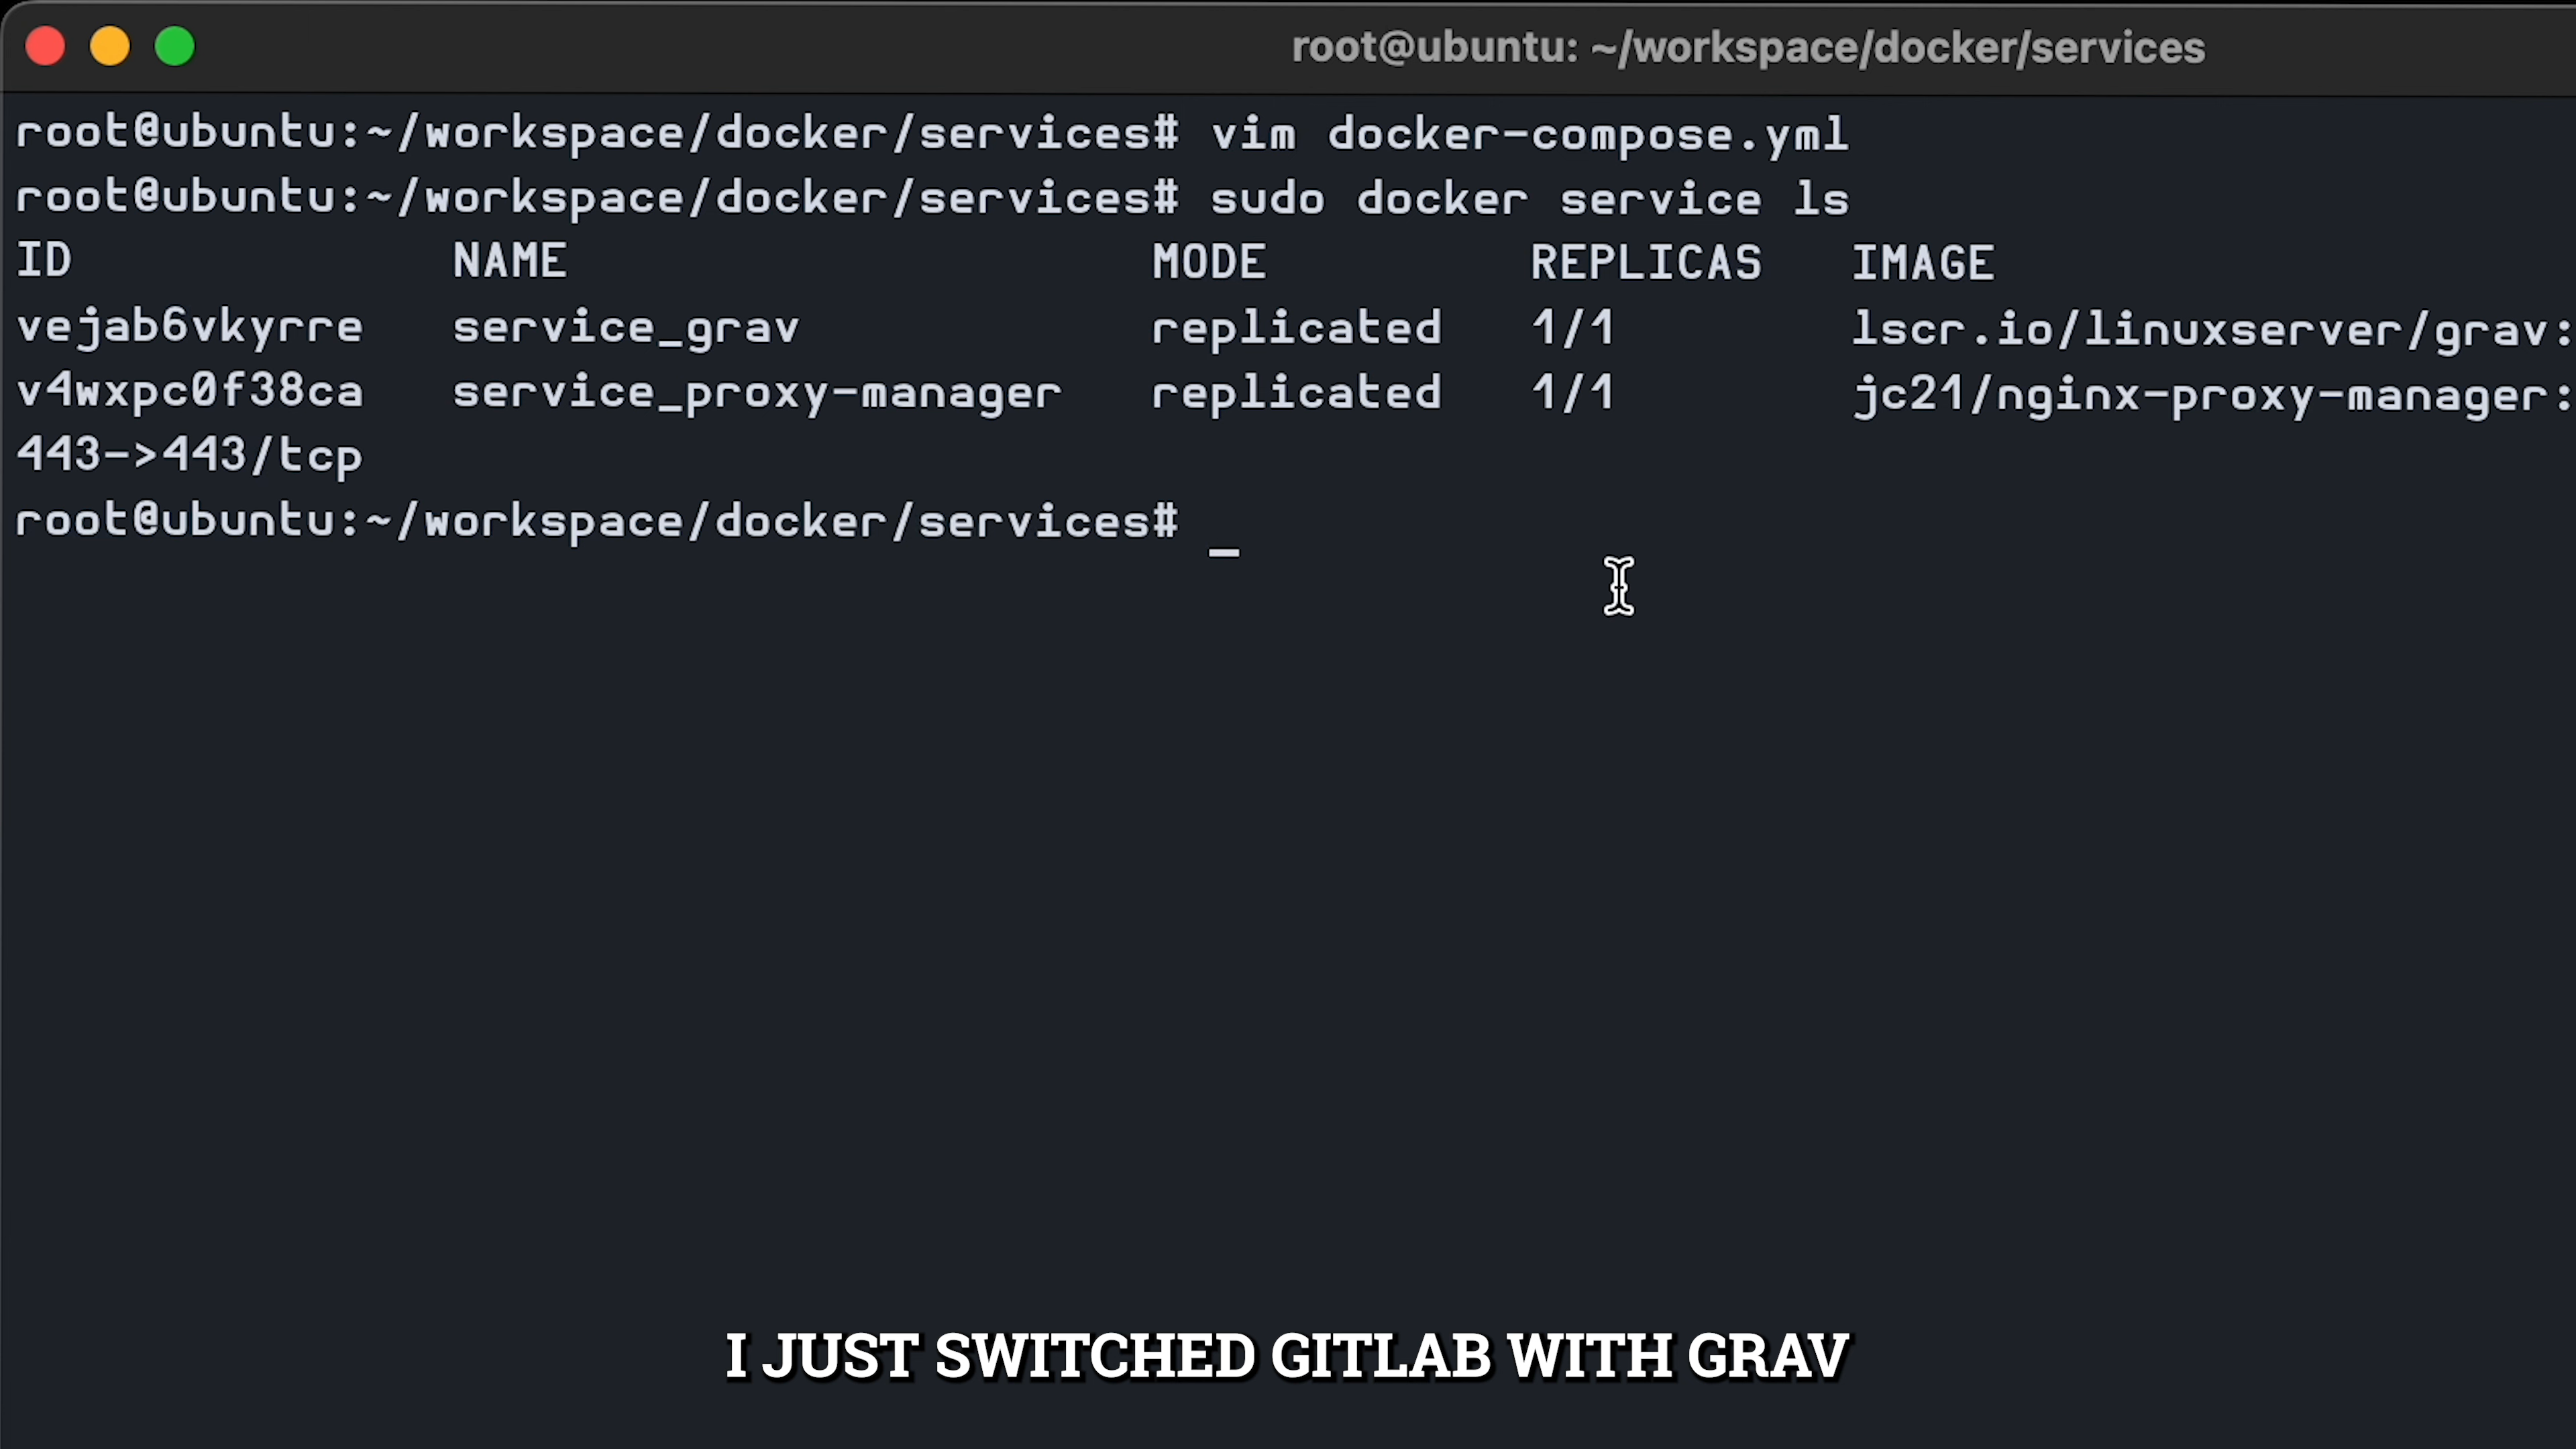 root@ubuntu: ~/workspace/docker/services
root@ubuntu:~/workspace/docker/services# vim docker-compose.yml
root@ubuntu:~/workspace/docker/services# sudo docker service ls
ID NAME MODE REPLICAS IMAGE
vejab6vkyrre service_grav replicated 1/1 lscr.io/linuxserver/grav:
v4wxpc0f38ca service_proxy-manager replicated 1/1 jc21/nginx-proxy-manager:
443->443/tcp
root@ubuntu:~/workspace/docker/services# _
I JUST SWITCHED GITLAB WITH GRAV